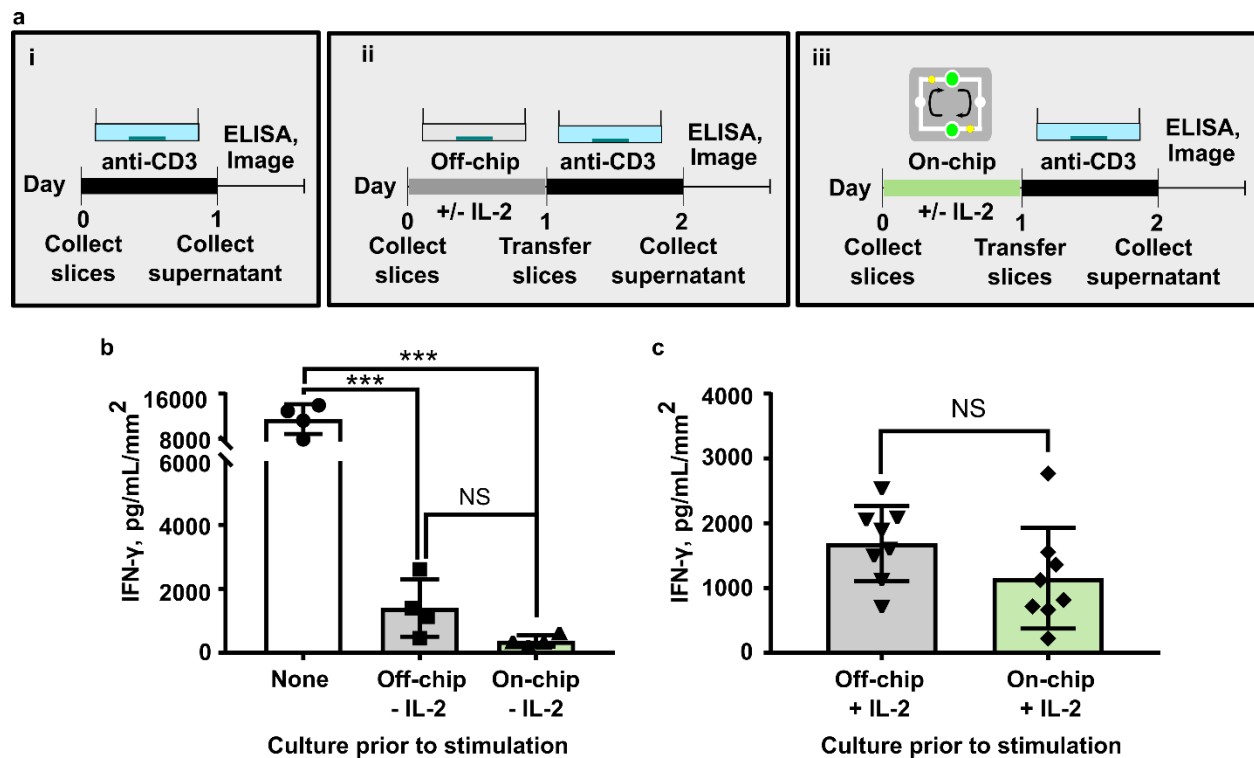 a
i
anti-CD3
ELISA,
Image
Day
0
1
Collect
slices
Collect
supernatant
ii
Off-chip
anti-CD3
ELISA,
Image
Day
+/- IL-2
0
1
2
Collect
slices
Transfer
slices
Collect
supernatant
iii
On-chip
anti-CD3
ELISA,
Image
Day
+/- IL-2
0
1
2
Collect
slices
Transfer
slices
Collect
supernatant
b
IFN-γ, pg/mL/mm²
16000
8000
6000
4000
2000
0
***
***
NS
None
Off-chip
- IL-2
On-chip
- IL-2
Culture prior to stimulation
c
IFN-γ, pg/mL/mm²
4000
3000
2000
1000
0
NS
Off-chip
+ IL-2
On-chip
+ IL-2
Culture prior to stimulation